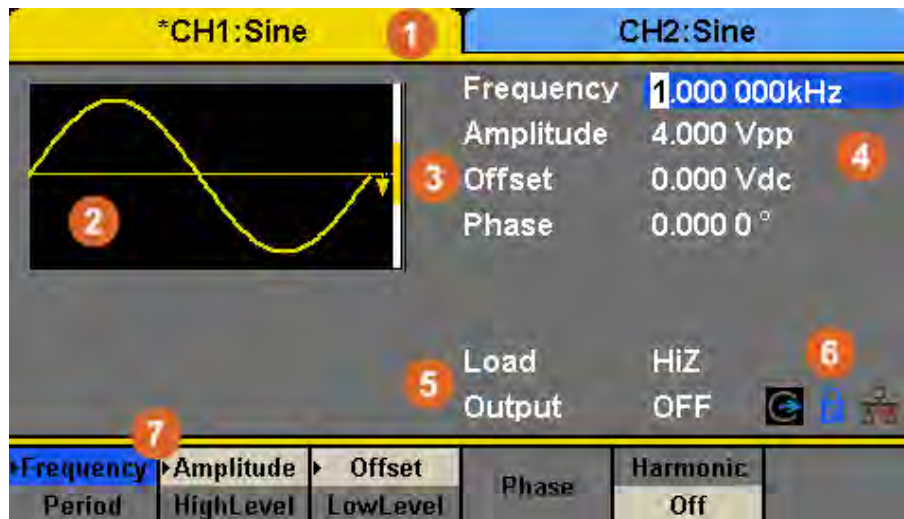 *CH1:Sine 1 CH2:Sine
Frequency 1.000 000kHz
Amplitude 4.000 Vpp 4
3 Offset 0.000 Vdc
2 Phase 0.000 0 °
Load HiZ 6
5 Output OFF
7
Frequency Amplitude Offset Phase Harmonic
Period HighLevel LowLevel Off